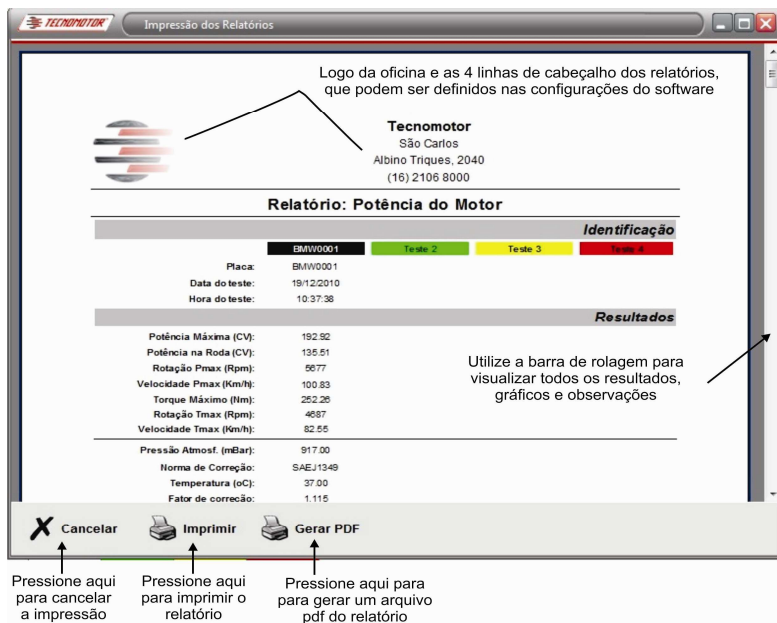 TECNOMOTOR
Impressão dos Relatórios
Logo da oficina e as 4 linhas de cabeçalho dos relatórios,
que podem ser definidos nas configurações do software
Tecnomotor
São Carlos
Albino Triques, 2040
(16) 2106 8000
Relatório: Potência do Motor
Identificação
BMW0001 Teste 2 Teste 3 Teste 4
Placa: BMW0001
Data do teste: 19/12/2010
Hora do teste: 10:37:38
Resultados
Potência Máxima (CV): 192.92
Potência na Roda (CV): 135.51
Rotação Pmax (Rpm): 5677
Velocidade Pmax (Km/h): 100.83
Torque Máximo (Nm): 252.26
Rotação Tmax (Rpm): 4687
Velocidade Tmax (Km/h): 82.55
Utilize a barra de rolagem para
visualizar todos os resultados,
gráficos e observações
Pressão Atmosf. (mBar): 917.00
Norma de Correção: SAEJ1349
Temperatura (oC): 37.00
Fator de correção: 1.115
Cancelar Imprimir Gerar PDF
Pressione aqui
para cancelar
a impressão
Pressione aqui
para imprimir o
relatório
Pressione aqui para
para gerar um arquivo
pdf do relatório